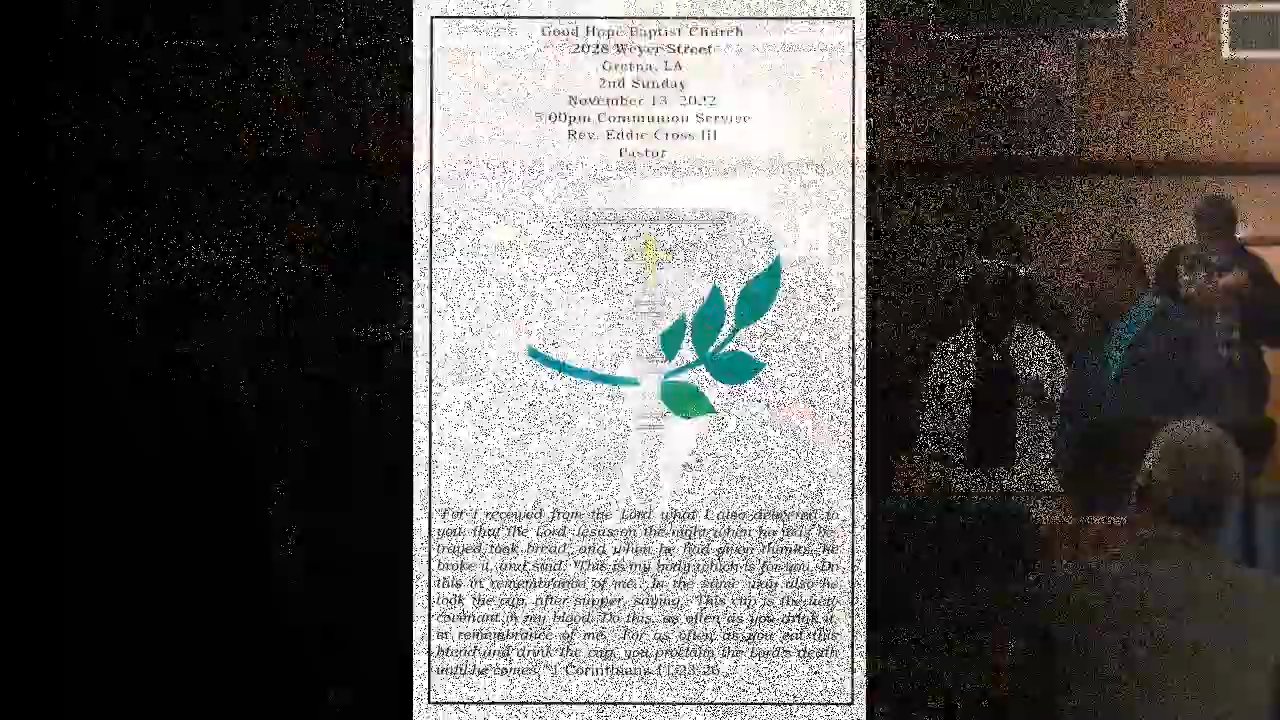 Good Hope Baptist Church
2028 Weyer Street
Gretna, LA
2nd Sunday
November 13, 2022
5:00pm Communion Service
Rev. Eddie Cross III
Pastor
"For I received from the Lord what I also delivered to
you, that the Lord Jesus on the night when he was be-
trayed took bread, and when he had given thanks, he
broke it, and said, "This is my body which is for you. Do
this in remembrance of me." In the same way also he
took the cup, after supper, saying, "This cup is the new
covenant in my blood. Do this, as often as you drink it,
in remembrance of me." For as often as you eat this
bread and drink the cup, you proclaim the Lord's death
until he comes." Corinthians